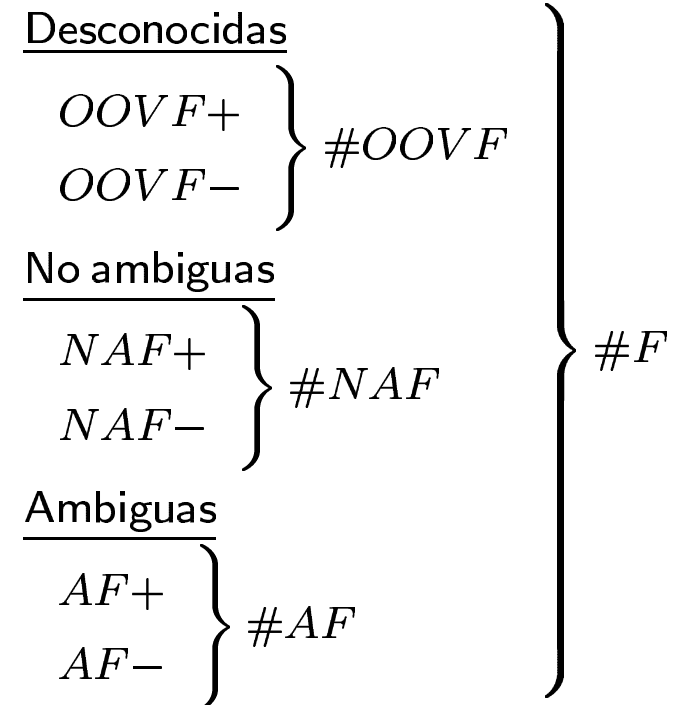 Desconocidas
OOVF+
OOVF−
#OOVF
No ambiguas
NAF+
NAF−
#NAF
Ambiguas
AF+
AF−
#AF
#F